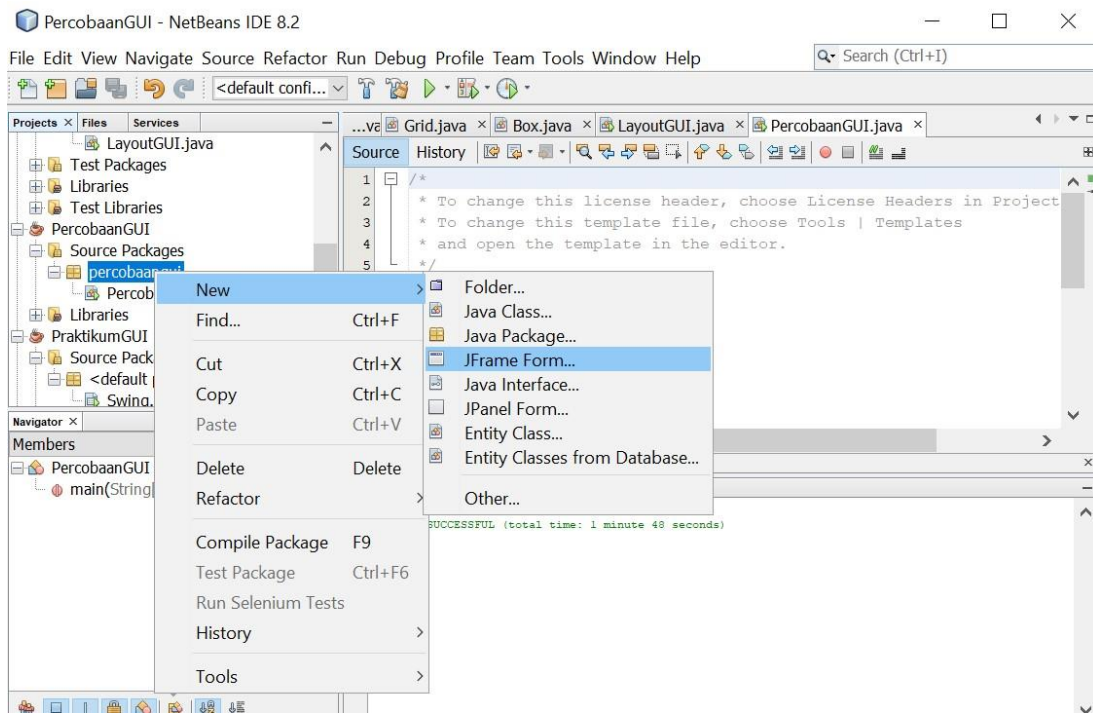 PercobaanGUI - NetBeans IDE 8.2
File Edit View Navigate Source Refactor Run Debug Profile Team Tools Window Help
Search (Ctrl+I)
<default confi...
Projects Files Services
LayoutGUI.java
Test Packages
Libraries
Test Libraries
PercobaanGUI
Source Packages
percobaangui
Percob
Libraries
PraktikumGUI
Source Pack
<default
Swing.
Navigator
Members
PercobaanGUI
main(String[
...va Grid.java Box.java LayoutGUI.java PercobaanGUI.java
Source History
1 /*
2 * To change this license header, choose License Headers in Project
3 * To change this template file, choose Tools | Templates
4 * and open the template in the editor.
5 */
New
Find... Ctrl+F
Cut Ctrl+X
Copy Ctrl+C
Paste Ctrl+V
Delete Delete
Refactor
Compile Package F9
Test Package Ctrl+F6
Run Selenium Tests
History
Tools
Folder...
Java Class...
Java Package...
JFrame Form...
Java Interface...
JPanel Form...
Entity Class...
Entity Classes from Database...
Other...
SUCCESSFUL (total time: 1 minute 48 seconds)